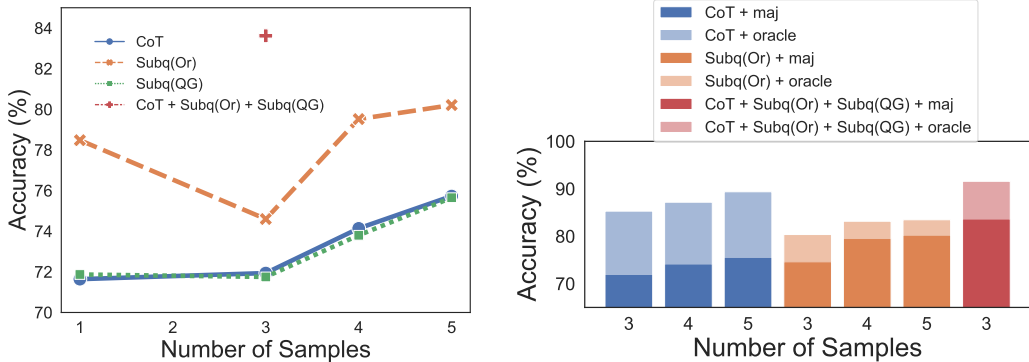 84
82
80
78
76
74
72
70
Accuracy (%)
CoT
Subq(Or)
Subq(QG)
CoT + Subq(Or) + Subq(QG)
1 2 3 4 5
Number of Samples
CoT + maj
CoT + oracle
Subq(Or) + maj
Subq(Or) + oracle
CoT + Subq(Or) + Subq(QG) + maj
CoT + Subq(Or) + Subq(QG) + oracle
100
90
80
70
Accuracy (%)
3 4 5 3 4 5 3
Number of Samples